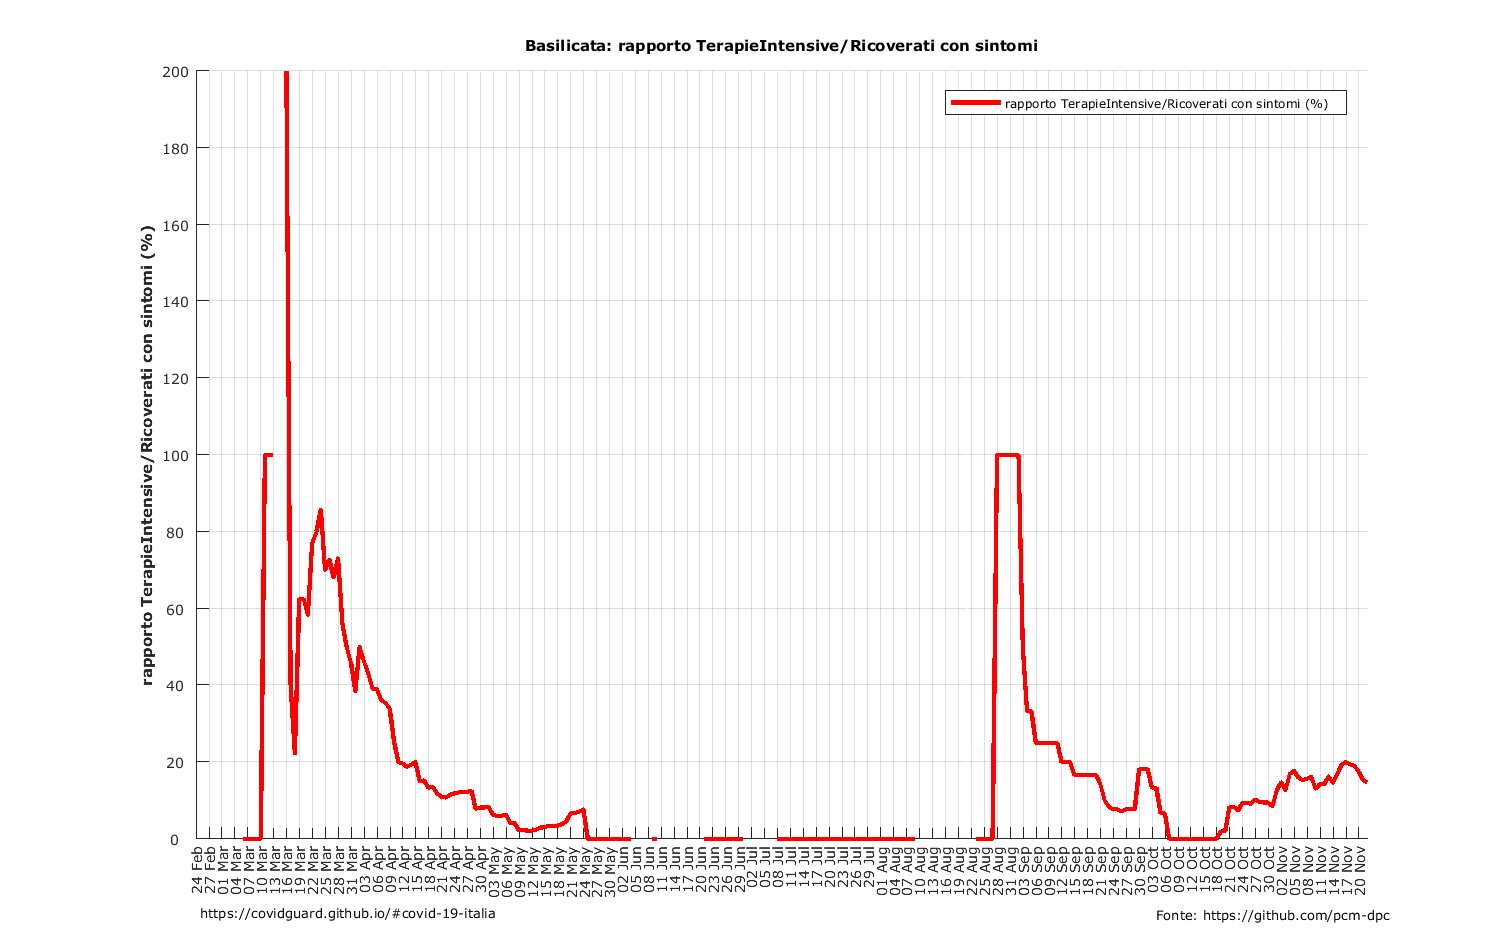 Basilicata: rapporto TerapieIntensive/Ricoverati con sintomi
rapporto TerapieIntensive/Ricoverati con sintomi (%)
rapporto TerapieIntensive/Ricoverati con sintomi (%)
200
180
160
140
120
100
80
60
40
20
0
24 Feb
27 Feb
01 Mar
04 Mar
07 Mar
10 Mar
13 Mar
16 Mar
19 Mar
22 Mar
25 Mar
28 Mar
31 Mar
03 Apr
06 Apr
09 Apr
12 Apr
15 Apr
18 Apr
21 Apr
24 Apr
27 Apr
30 Apr
03 May
06 May
09 May
12 May
15 May
18 May
21 May
24 May
27 May
30 May
02 Jun
05 Jun
08 Jun
11 Jun
14 Jun
17 Jun
20 Jun
23 Jun
26 Jun
29 Jun
02 Jul
05 Jul
08 Jul
11 Jul
14 Jul
17 Jul
20 Jul
23 Jul
26 Jul
29 Jul
01 Aug
04 Aug
07 Aug
10 Aug
13 Aug
16 Aug
19 Aug
22 Aug
25 Aug
28 Aug
31 Aug
03 Sep
06 Sep
09 Sep
12 Sep
15 Sep
18 Sep
21 Sep
24 Sep
27 Sep
30 Sep
03 Oct
06 Oct
09 Oct
12 Oct
15 Oct
18 Oct
21 Oct
24 Oct
27 Oct
30 Oct
02 Nov
05 Nov
08 Nov
11 Nov
14 Nov
17 Nov
20 Nov
https://covidguard.github.io/#covid-19-italia
Fonte: https://github.com/pcm-dpc